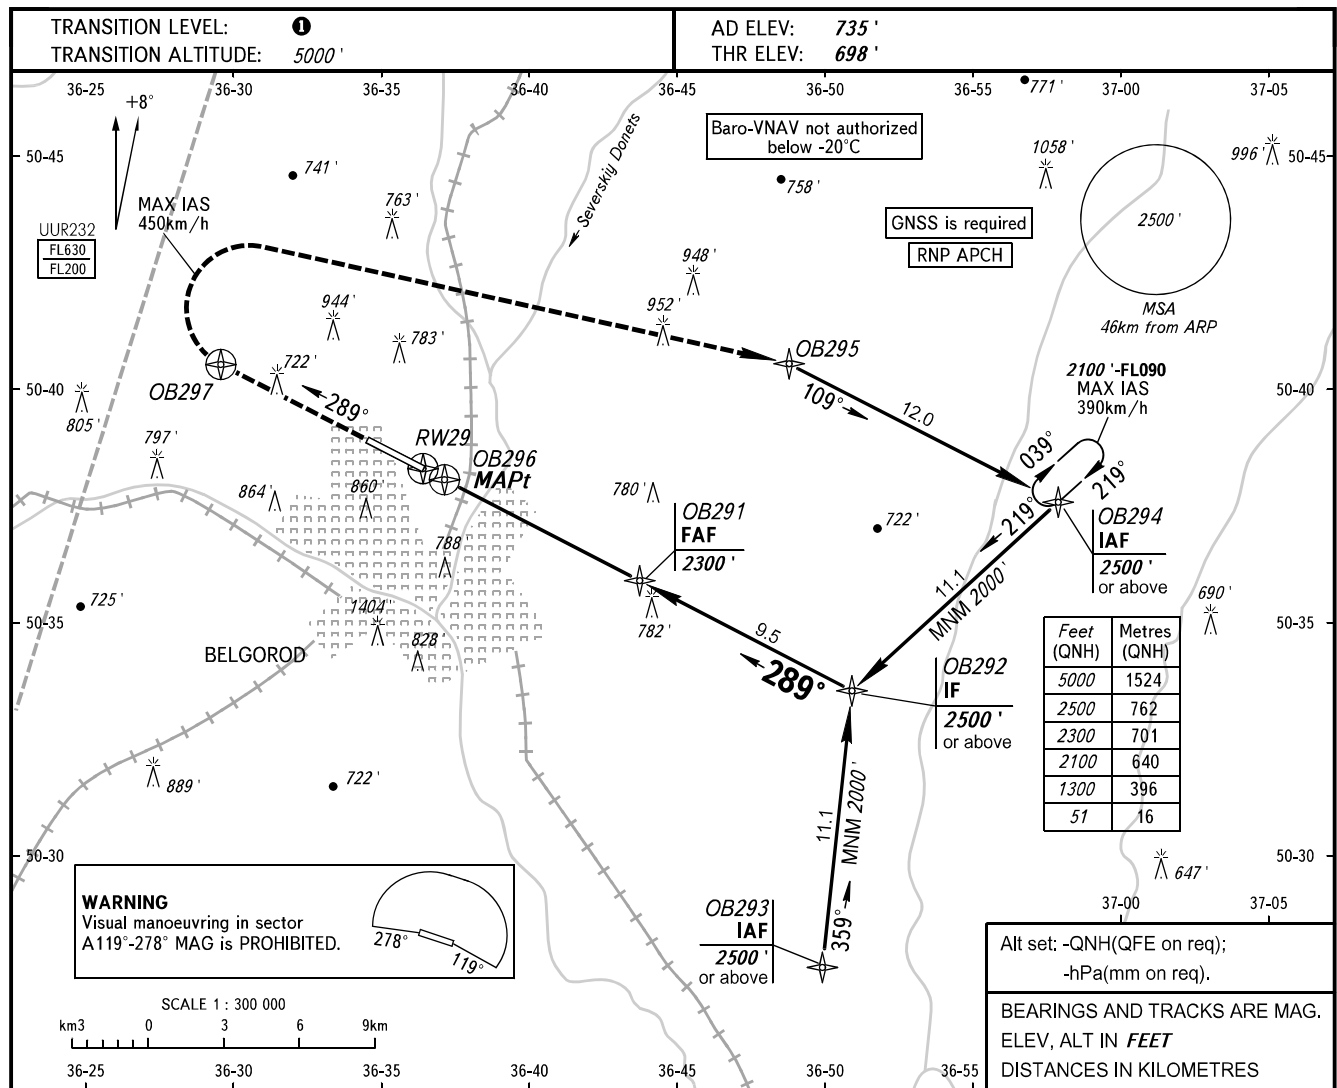 TRANSITION LEVEL: ❶
TRANSITION ALTITUDE: 5000 '
AD ELEV: 735 '
THR ELEV: 698 '
36-25 36-30 36-35 36-40 36-45 36-50 36-55 37-00 37-05
771 '
+8°
Baro-VNAV not authorized
below -20°C
50-45
50-45
1058 '
996 '
741 '
758 '
Severskiy Donets
MAX IAS
450km/h
763 '
UUR232
FL630
FL200
GNSS is required
RNP APCH
2500 '
MSA
46km from ARP
948 '
944 '
952 '
783 '
OB295
722 '
OB297
50-40
50-40
2100 '-FL090
MAX IAS
390km/h
109°
12.0
289°
805 '
797 '
RW29
OB296
MAPt
039°
219°
219°
864 '
860 '
780 '
OB291
FAF
2300 '
722 '
OB294
IAF
2500 '
or above
788 '
11.1
MNM 2000'
725 '
1404 '
782 '
690 '
50-35
50-35
828 '
9.5
BELGOROD
289°
OB292
IF
2500 '
or above
Feet Metres
(QNH) (QNH)
5000 1524
2500 762
2300 701
2100 640
1300 396
51 16
889 '
722 '
11.1
MNM 2000'
50-30
50-30
647 '
WARNING
Visual manoeuvring in sector
A119°-278° MAG is PROHIBITED.
278°
119°
OB293
IAF
2500 '
or above
359°
37-00 37-05
Alt set: -QNH(QFE on req);
-hPa(mm on req).
SCALE 1 : 300 000
km3 0 3 6 9km
BEARINGS AND TRACKS ARE MAG.
ELEV, ALT IN FEET
DISTANCES IN KILOMETRES
36-25 36-30 36-35 36-40 36-45 36-50 36-55